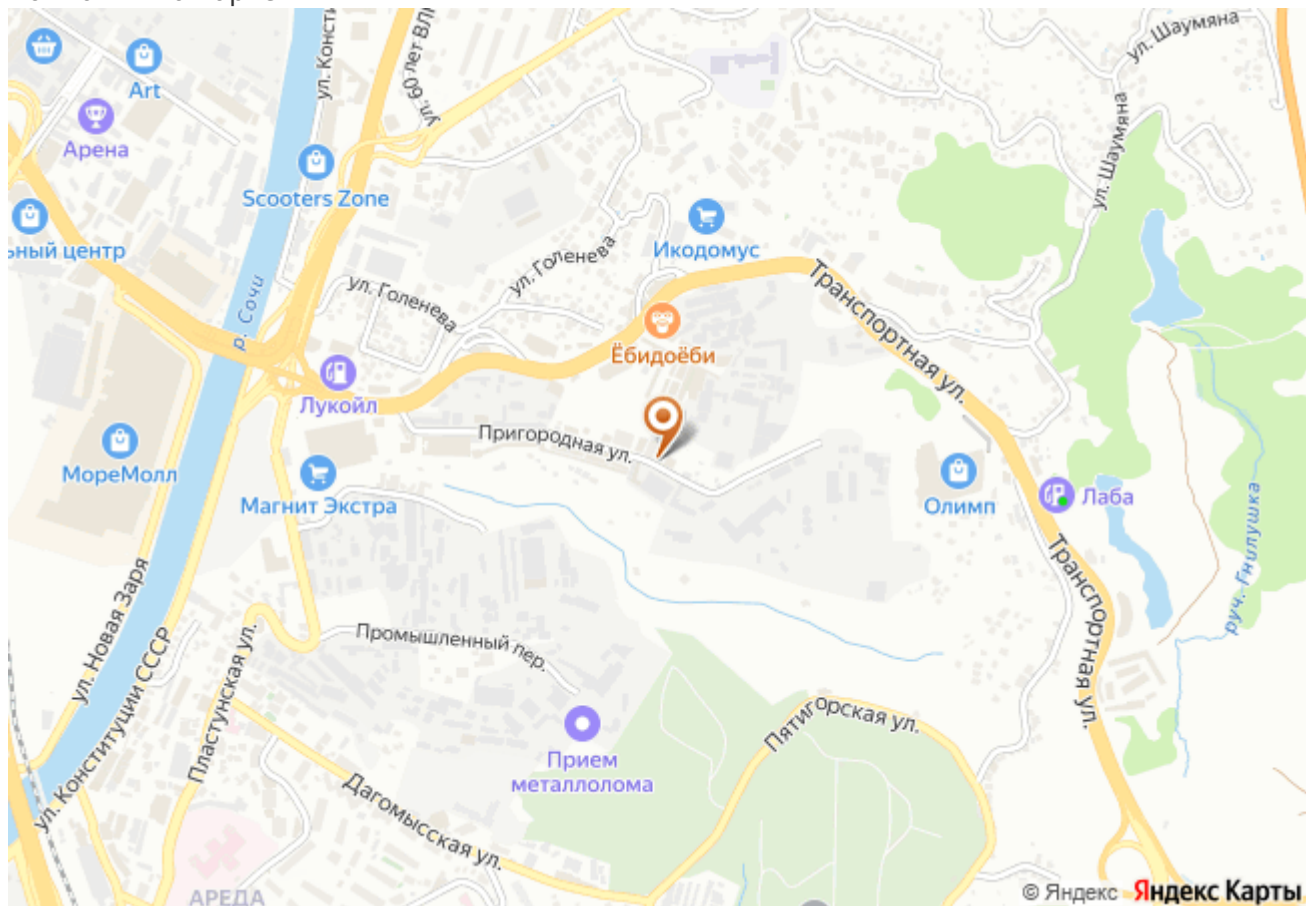 ул. Конст
ул. 60 лет ВЛК
ул. Шаумяна
Art
Арена
ул. Шаумяна
Scooters Zone
ьный центр
Икодомус
ул. Голенева
ул. Голенева
Транспортная ул.
р. Сочи
Ёбидоёби
Лукойл
Пригородная ул.
МореМолл
Магнит Экстра
Олимп
Лаба
руч. Гнилушка
Транспортная ул.
ул. Новая Заря
Промышленный пер.
ул. Конституции СССР
Пластунская ул.
Пятигорская ул.
Прием
металлолома
Дагомысская ул.
АРЕДА
© Яндекс Яндекс Карты